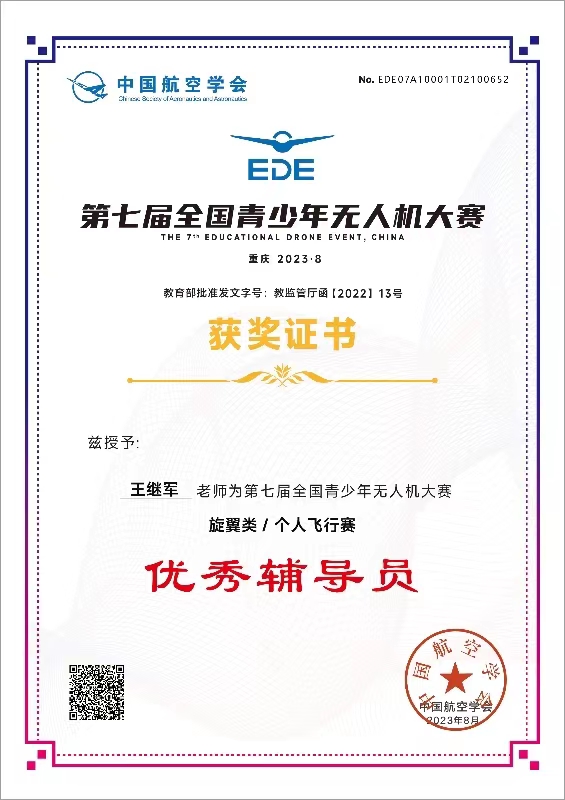 中国航空学会
Chinese Society of Aeronautics and Astronautics
No. EDE07A10001T02100652
EDE
第七届全国青少年无人机大赛
THE 7TH EDUCATIONAL DRONE EVENT, CHINA
重庆 2023·8
教育部批准发文字号：教监管厅函【2022】13号
获奖证书
兹授予:
王继军 老师为第七届全国青少年无人机大赛
旋翼类 / 个人飞行赛
优秀辅导员
中国航空学会
中国航空学会
2023年8月